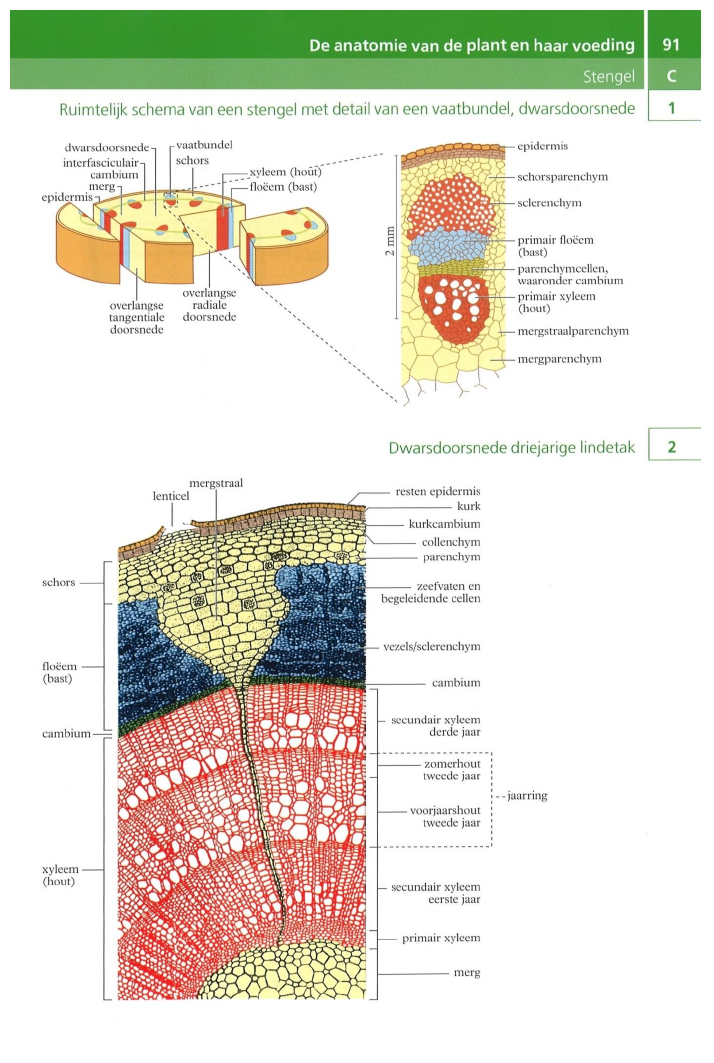 De anatomie van de plant en haar voeding 91
Stengel C
Ruimtelijk schema van een stengel met detail van een vaatbundel, dwarsdoorsnede 1
dwarsdoorsnede
interfasciculair
cambium
merg
epidermis
vaatbundel
schors
xyleem (hout)
floëem (bast)
overlangse
tangentiale
doorsnede
overlangse
radiale
doorsnede
2 mm
epidermis
schorsparenchym
sclerenchym
primair floëem
(bast)
parenchymcellen,
waaronder cambium
primair xyleem
(hout)
mergstraalparenchym
mergparenchym
Dwarsdoorsnede driejarige lindetak 2
mergstraal
lenticel
schors
floëem
(bast)
cambium
xyleem
(hout)
resten epidermis
kurk
kurkcambium
collenchym
parenchym
zeefvaten en
begeleidende cellen
vezels/sclerenchym
cambium
secundair xyleem
derde jaar
zomerhout
tweede jaar
jaarring
voorjaarshout
tweede jaar
secundair xyleem
eerste jaar
primair xyleem
merg